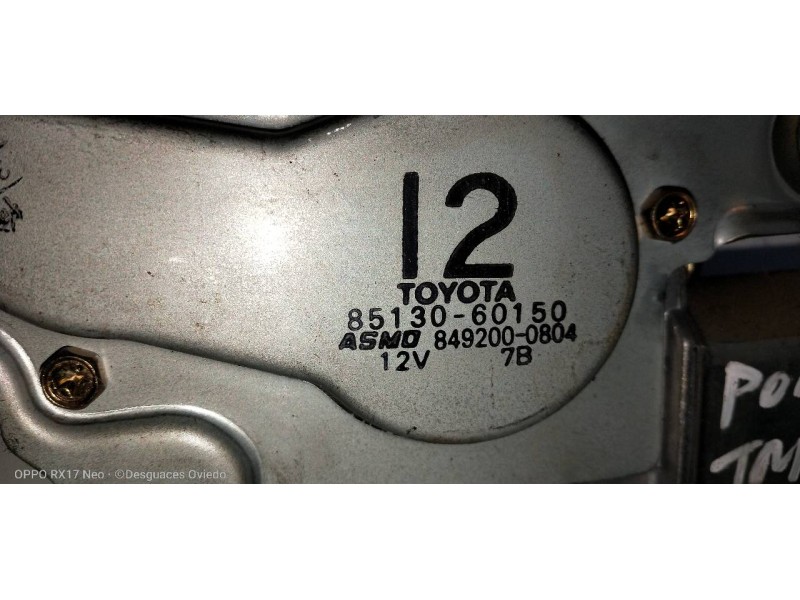 12
TOYOTA
85130-60150
ASMO 849200-0804
12V 7B
OPPO RX17 Neo · ©Desguaces Oviedo